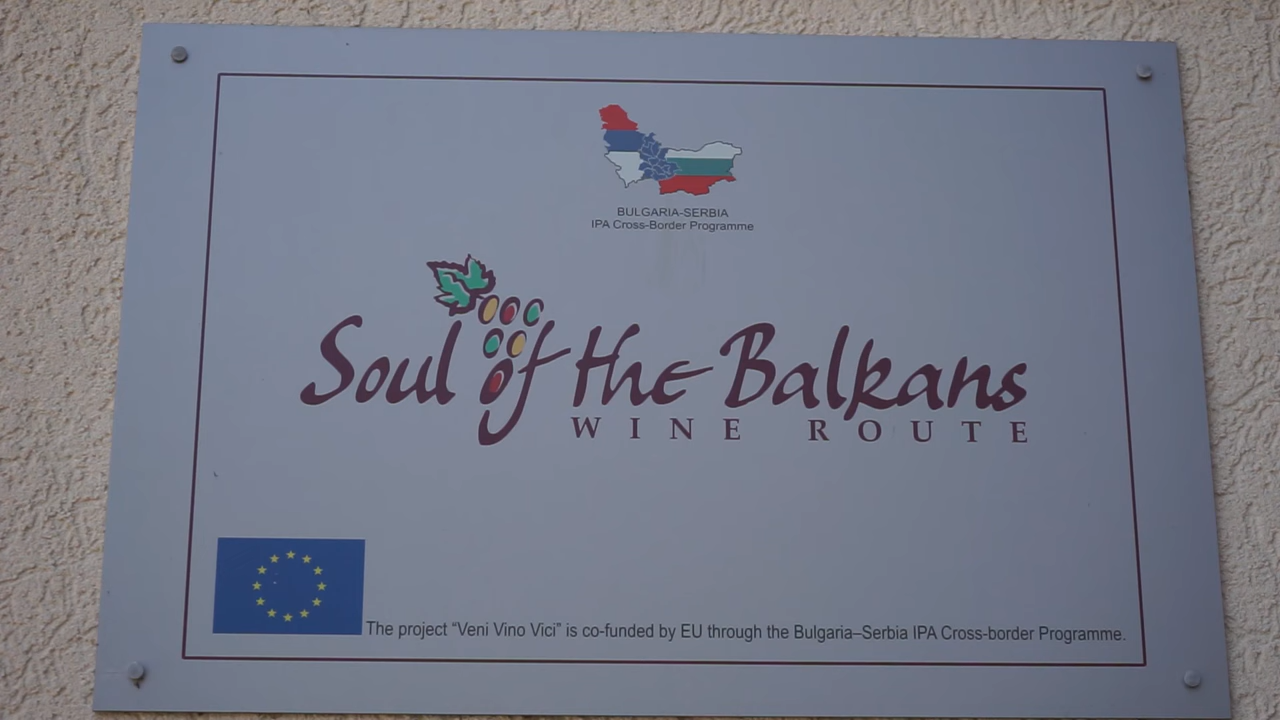 BULGARIA-SERBIA
IPA Cross-Border Programme
Soul of the Balkans
WINE ROUTE
The project “Veni Vino Vici” is co-funded by EU through the Bulgaria–Serbia IPA Cross-border Programme.